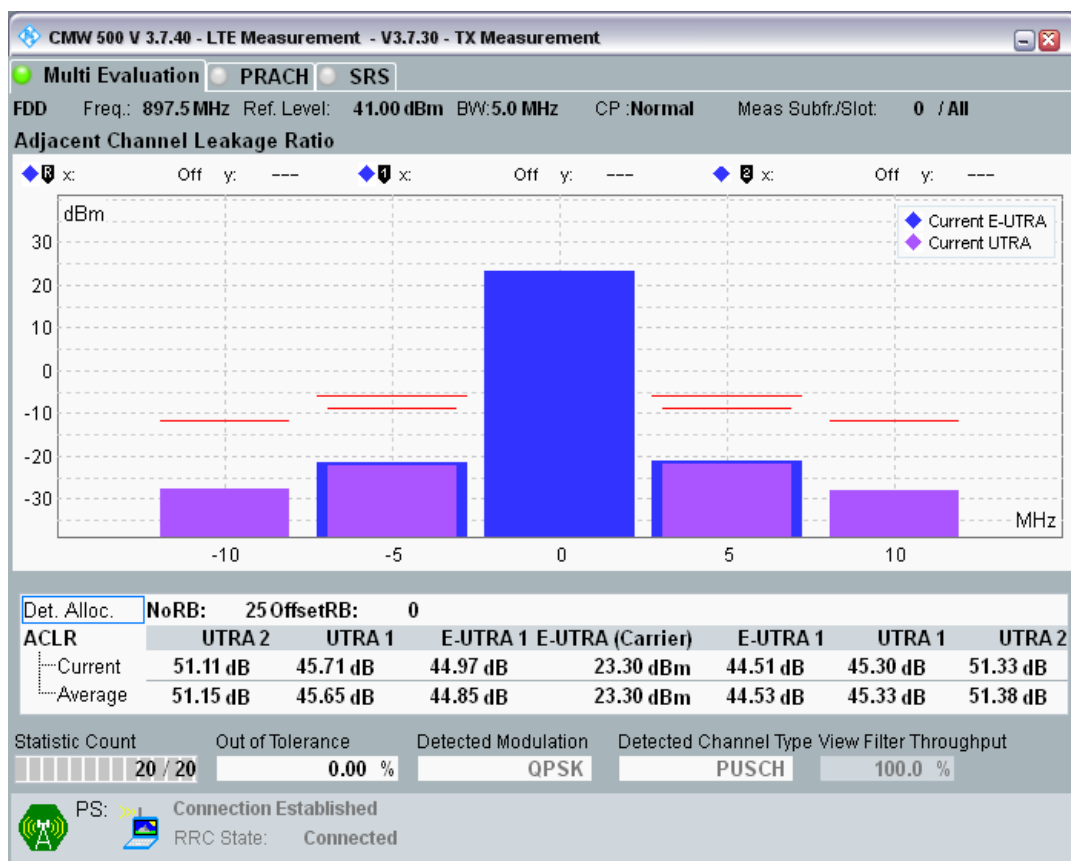 CMW 500 V 3.7.40 - LTE Measurement - V3.7.30 - TX Measurement
Multi Evaluation PRACH SRS
FDD Freq.: 897.5 MHz Ref. Level: 41.00 dBm BW:5.0 MHz CP :Normal Meas Subfr./Slot: 0 / All
Adjacent Channel Leakage Ratio
R x: Off y: --- 1 x: Off y: --- 2 x: Off y: ---
dBm
Current E-UTRA
Current UTRA
30
20
10
0
-10
-20
-30
MHz
-10 -5 0 5 10
Det. Alloc. NoRB: 25 OffsetRB: 0
ACLR UTRA 2 UTRA 1 E-UTRA 1 E-UTRA (Carrier) E-UTRA 1 UTRA 1 UTRA 2
Current 51.11 dB 45.71 dB 44.97 dB 23.30 dBm 44.51 dB 45.30 dB 51.33 dB
Average 51.15 dB 45.65 dB 44.85 dB 23.30 dBm 44.53 dB 45.33 dB 51.38 dB
Statistic Count Out of Tolerance Detected Modulation Detected Channel Type View Filter Throughput
20 / 20 0.00 % QPSK PUSCH 100.0 %
PS: Connection Established
RRC State: Connected